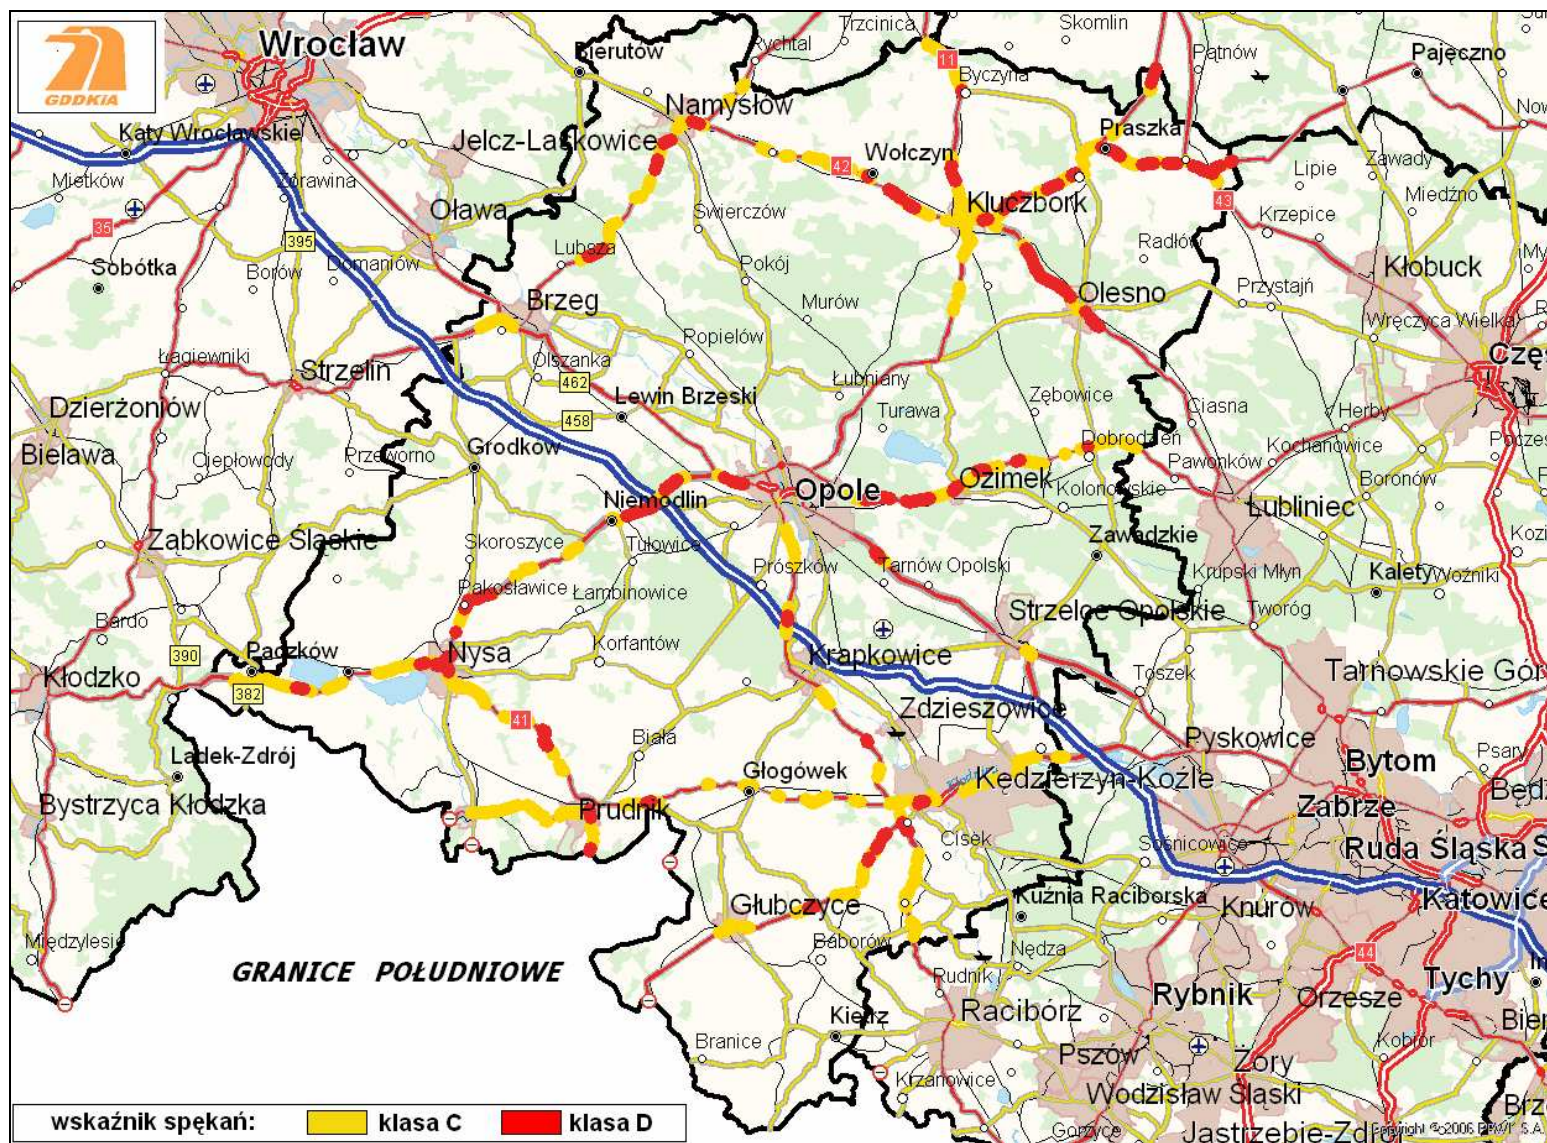 GDDKiA
Wrocław
Bierutów
Rychtal
Trzcinica
Skomlin
Pątnów
Pajęczno
11
Byczyna
Namysłów
Kąty Wrocławskie
Jelcz-Laskowice
Praszka
Wołczyn
42
Lipie
Zawady
Mietków
Żórawina
Miedźno
Kluczbork
43
Krzepice
35
395
Oława
Świerczów
Lubsza
Radłów
Sobótka
Borów
Domaniów
Pokój
Kłobuck
Brzeg
Murów
Olesno
Przystajń
Popielów
Wręczyca Wielka
Łagiewniki
Strzelin
Olszanka
462
Łubniany
Lewin Brzeski
458
Turawa
Zębowice
Ciasna
Herby
Dzierżoniów
Bielawa
Ciepłowody
Przeworno
Grodków
Dobrodzień
Kochanowice
Pawonków
Boronów
Niemodlin
Opole
Ozimek
Kolonowskie
Lubliniec
Ząbkowice Śląskie
Skoroszyce
Tułowice
Zawadzkie
Prószków
Tarnów Opolski
Krupski Młyn
Kalety
Woźniki
Pakosławice
Łambinowice
Strzelce Opolskie
Tworóg
Bardo
390
Paczków
Nysa
Korfantów
Krapkowice
Toszek
Tarnowskie Gór
Kłodzko
382
41
Zdzieszowice
Pyskowice
Biała
Psary
Lądek-Zdrój
Głogówek
Kędzierzyn-Koźle
Bytom
Będz
Bystrzyca Kłodzka
Prudnik
Zabrze
Cisek
Sośnicowice
Ruda Śląska
Głubczyce
Kuźnia Raciborska
Knurów
Katowice
Międzylesie
Baborów
Nędza
44
GRANICE POŁUDNIOWE
Rudnik
Rybnik
Orzesze
Tychy
Racibórz
Kietrz
Branice
Pszów
Żory
Kobiór
Krzanowice
Wodzisław Śląski
Gorzyce
Jastrzębie-Zdrój
wskaźnik spękań: klasa C klasa D